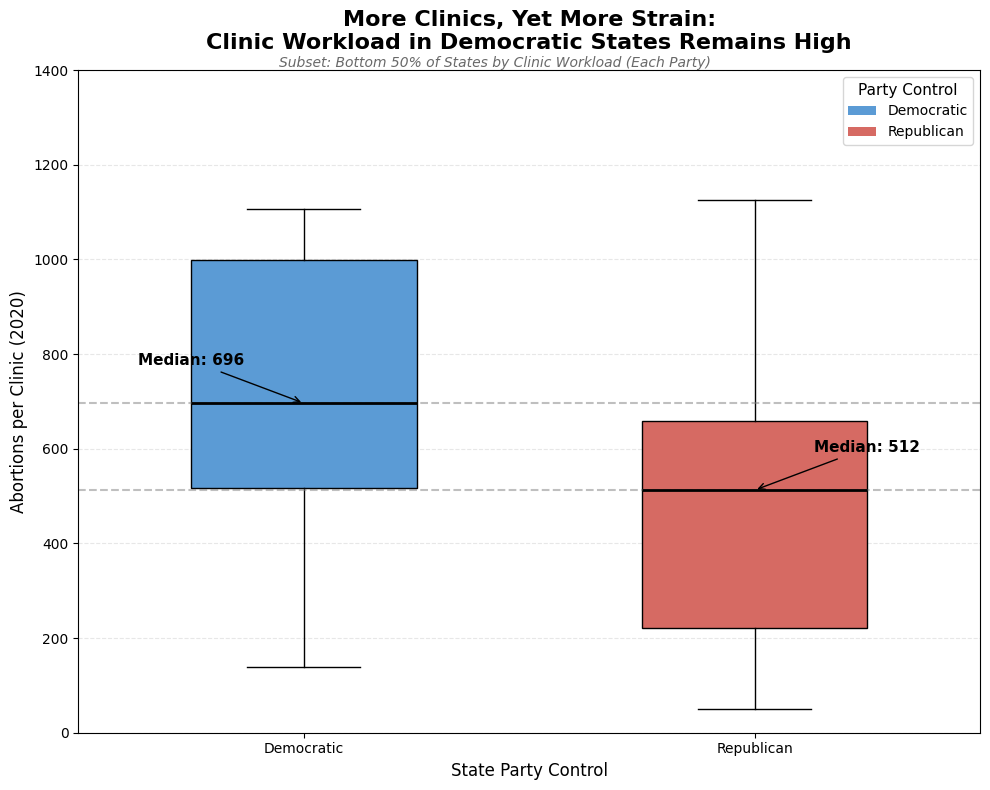 More Clinics, Yet More Strain:
Clinic Workload in Democratic States Remains High
Subset: Bottom 50% of States by Clinic Workload (Each Party)
Party Control
Democratic
Republican
Abortions per Clinic (2020)
1400
1200
1000
800
600
400
200
0
Median: 696
Median: 512
Democratic
Republican
State Party Control